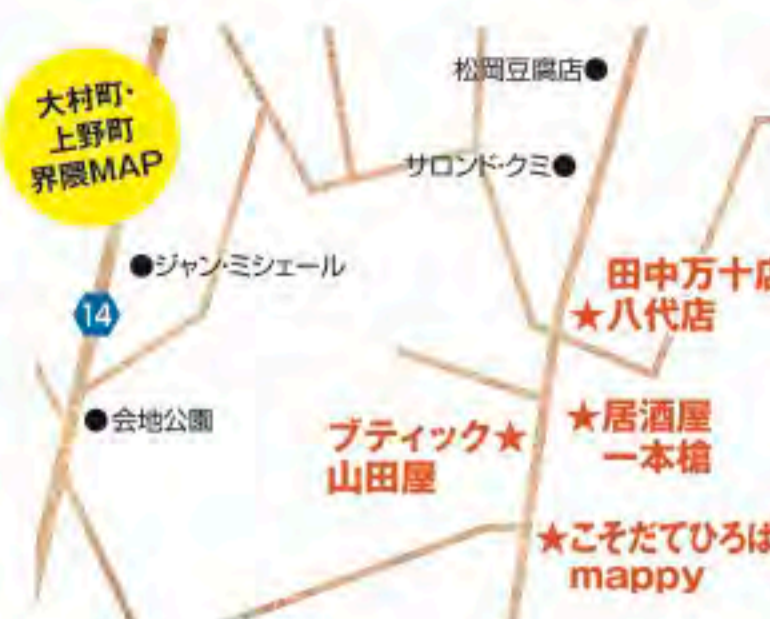 大村町・
上野町
界隈MAP
松岡豆腐店
サロンド・クミ
ジャン・ミシェール
14
田中万十店
八代店
会地公園
居酒屋
一本槍
ブティック
山田屋
こそだてひろば
mappy